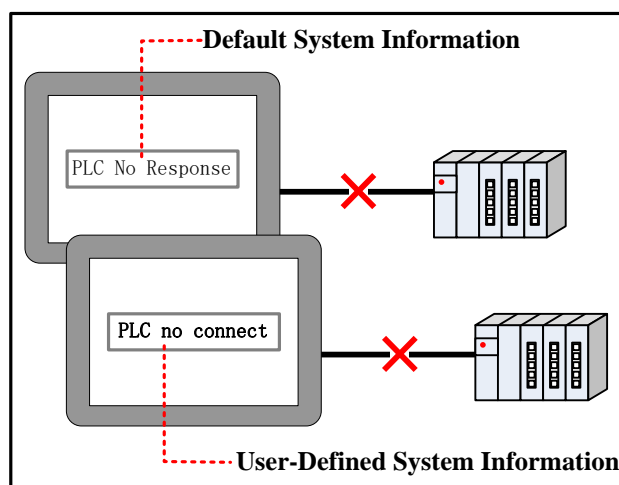 Default System Information
PLC No Response
PLC no connect
User-Defined System Information